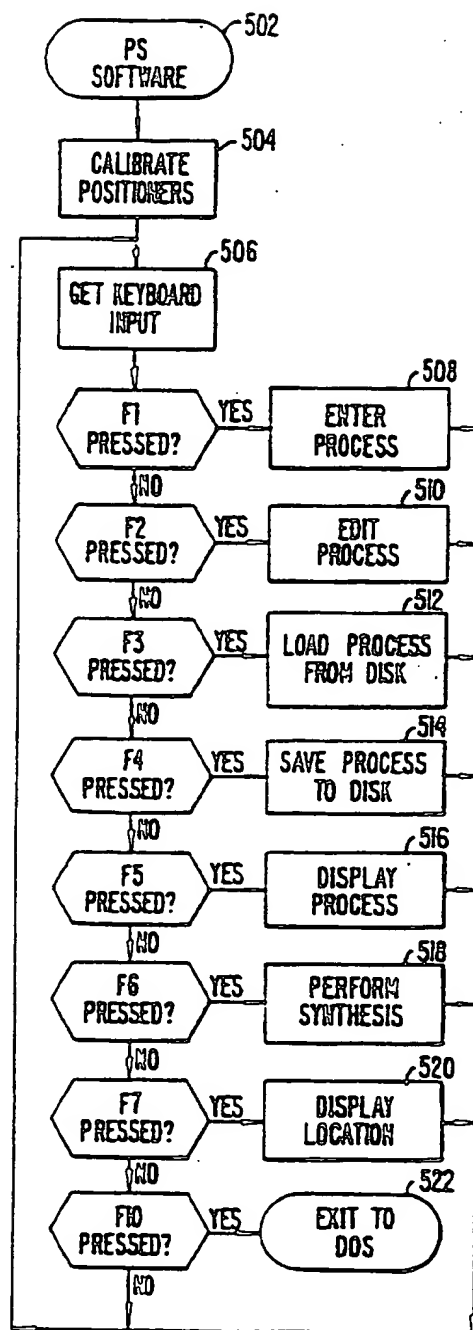 502
PS
SOFTWARE
504
CALIBRATE
POSITIONERS
506
GET KEYBOARD
INPUT
508
F1
PRESSED?
YES
ENTER
PROCESS
NO
510
F2
PRESSED?
YES
EDIT
PROCESS
NO
512
F3
PRESSED?
YES
LOAD PROCESS
FROM DISK
NO
514
F4
PRESSED?
YES
SAVE PROCESS
TO DISK
NO
516
F5
PRESSED?
YES
DISPLAY
PROCESS
NO
518
F6
PRESSED?
YES
PERFORM
SYNTHESIS
NO
520
F7
PRESSED?
YES
DISPLAY
LOCATION
NO
522
F10
PRESSED?
YES
EXIT TO
DOS
NO